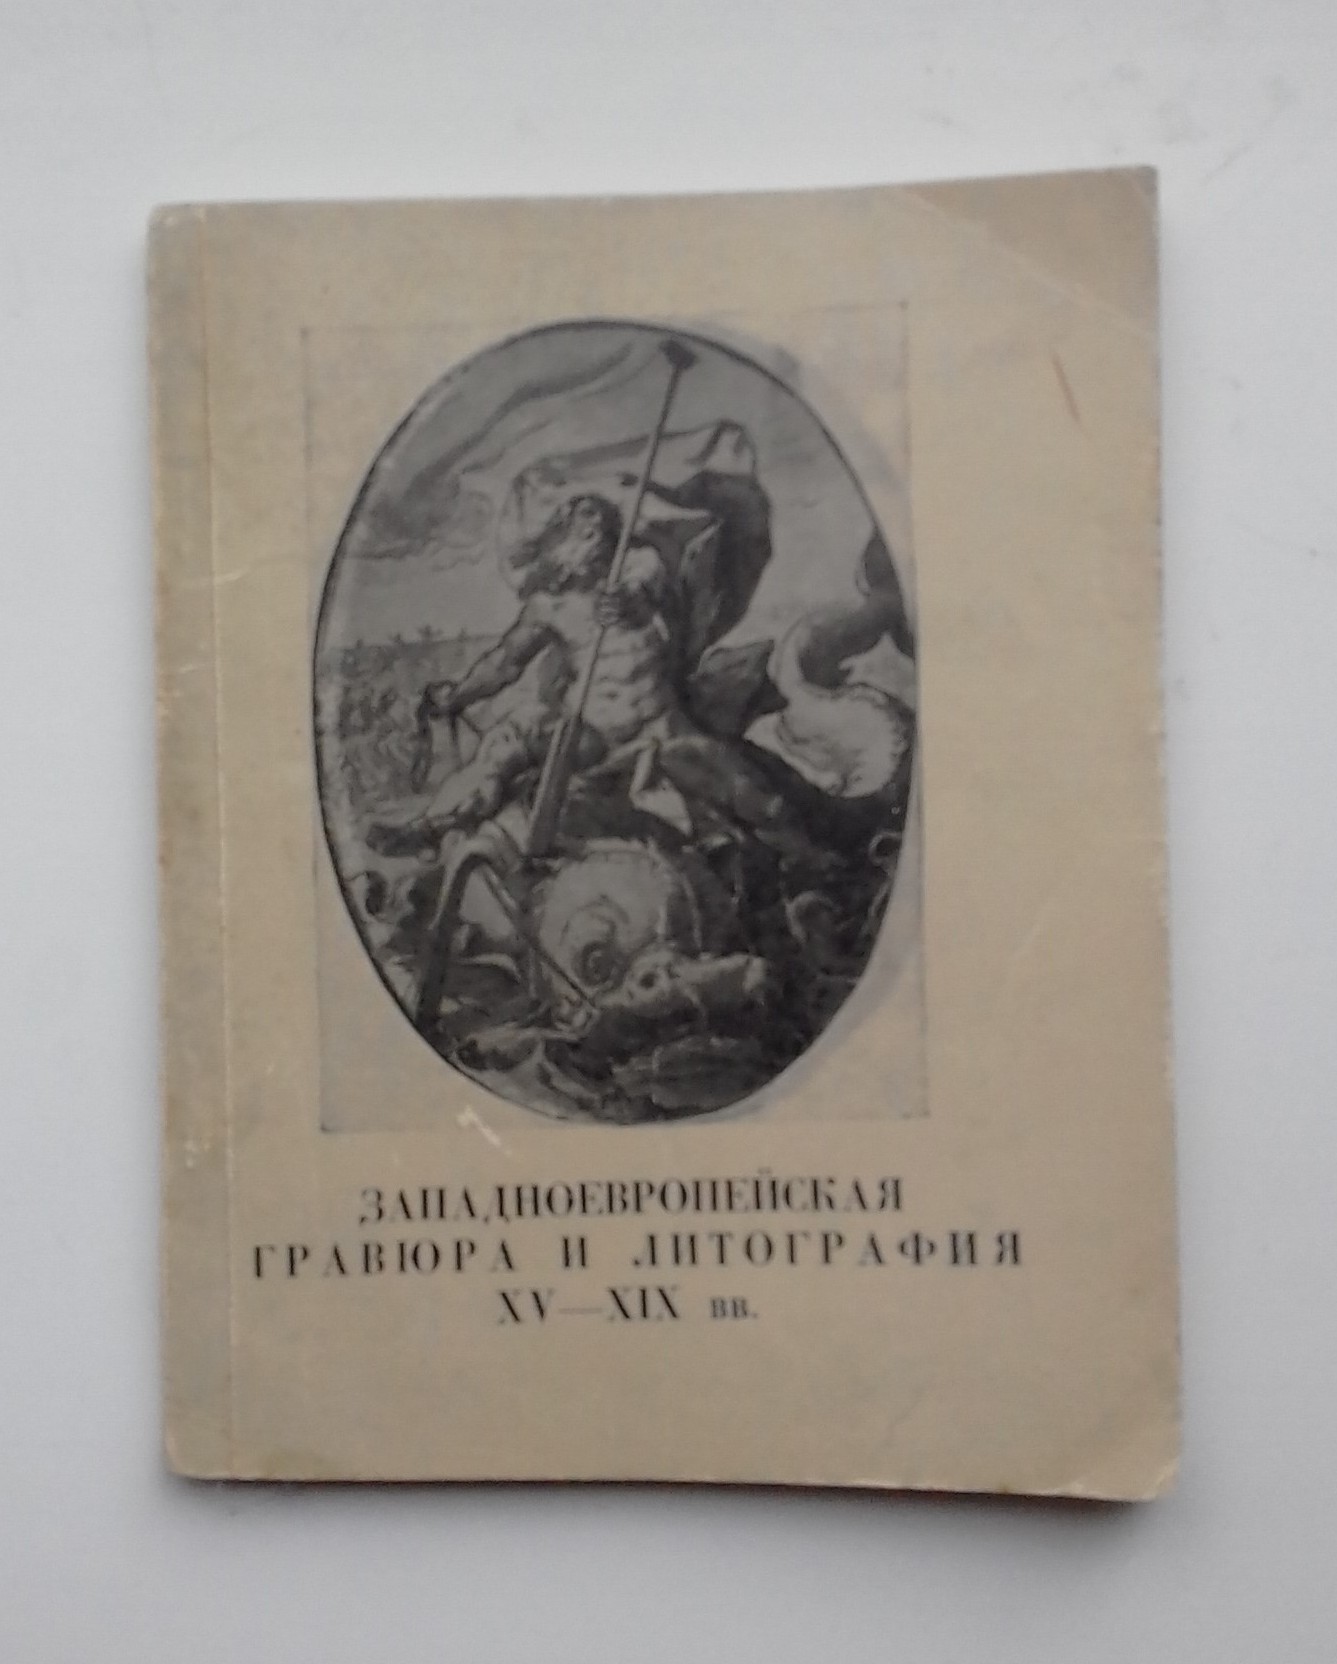 ЗАПАДНОЕВРОПЕЙСКАЯ
ГРАВЮРА И ЛИТОГРАФИЯ
XV—XIX вв.